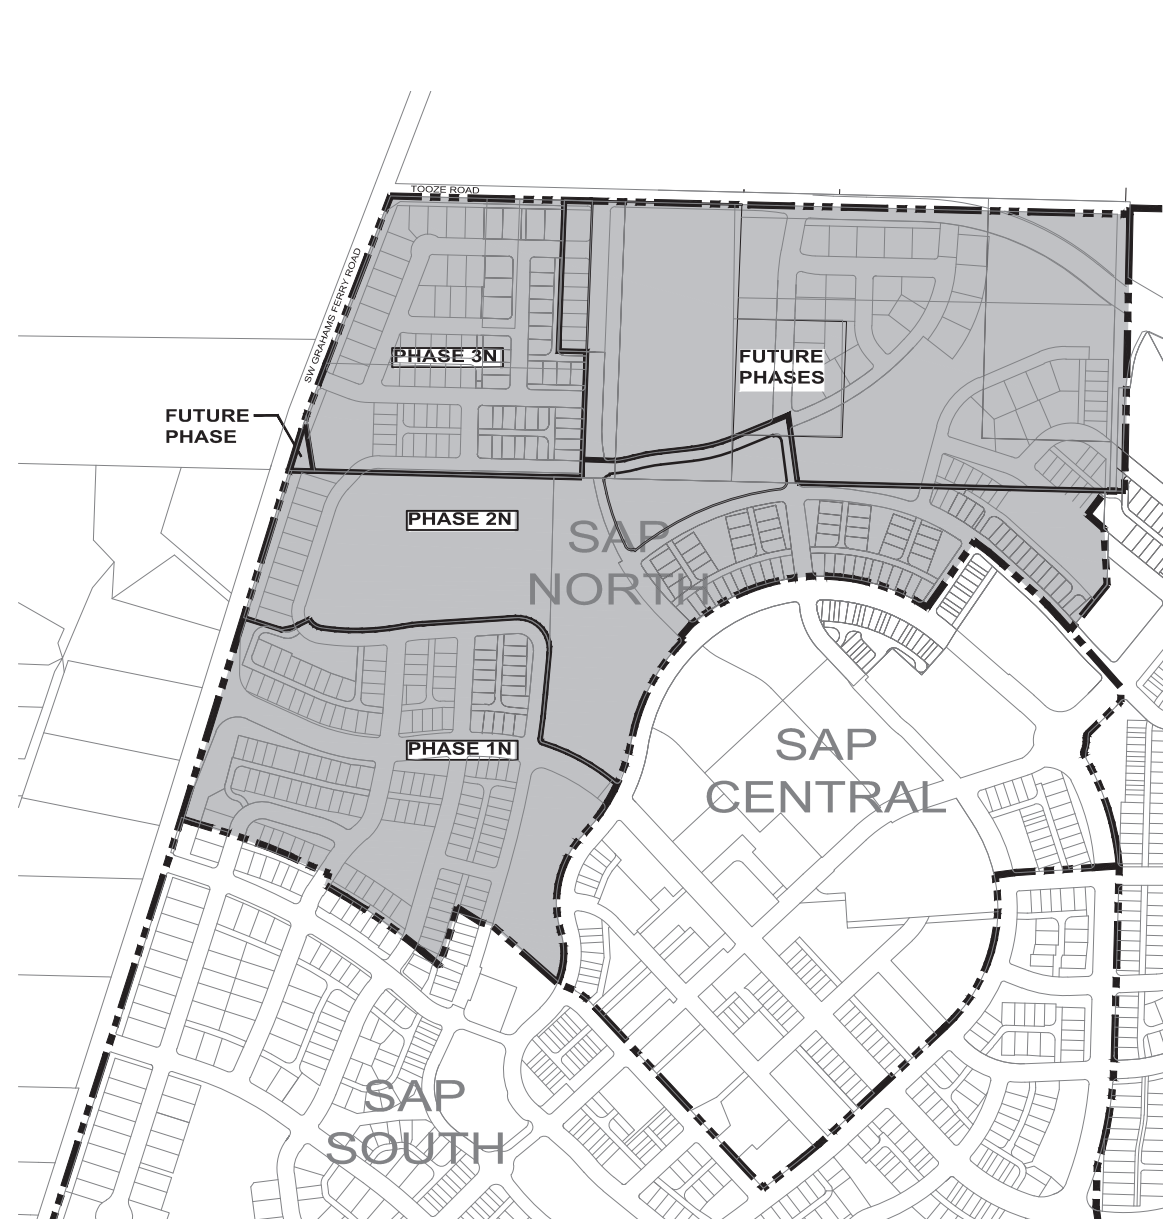 TOOZE ROAD
SW GRAHAMS FERRY ROAD
PHASE 3N
FUTURE
PHASES
FUTURE
PHASE
PHASE 2N
SAP
NORTH
PHASE 1N
SAP
CENTRAL
SAP
SOUTH